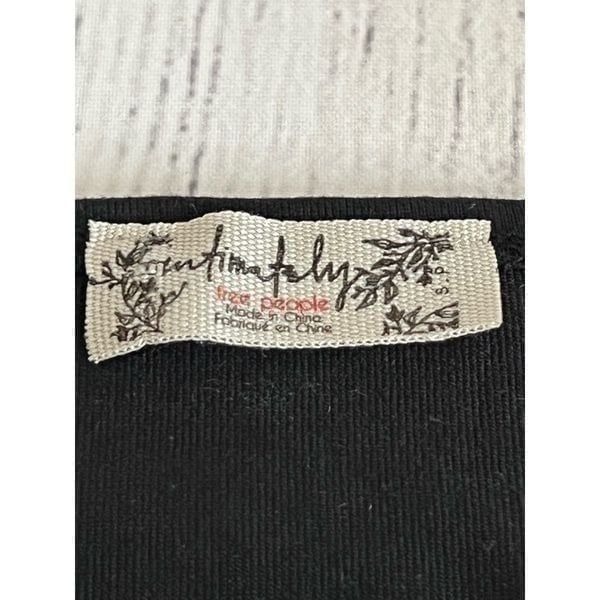 intimately
free people
Made in China
Fabriqué en Chine
S P